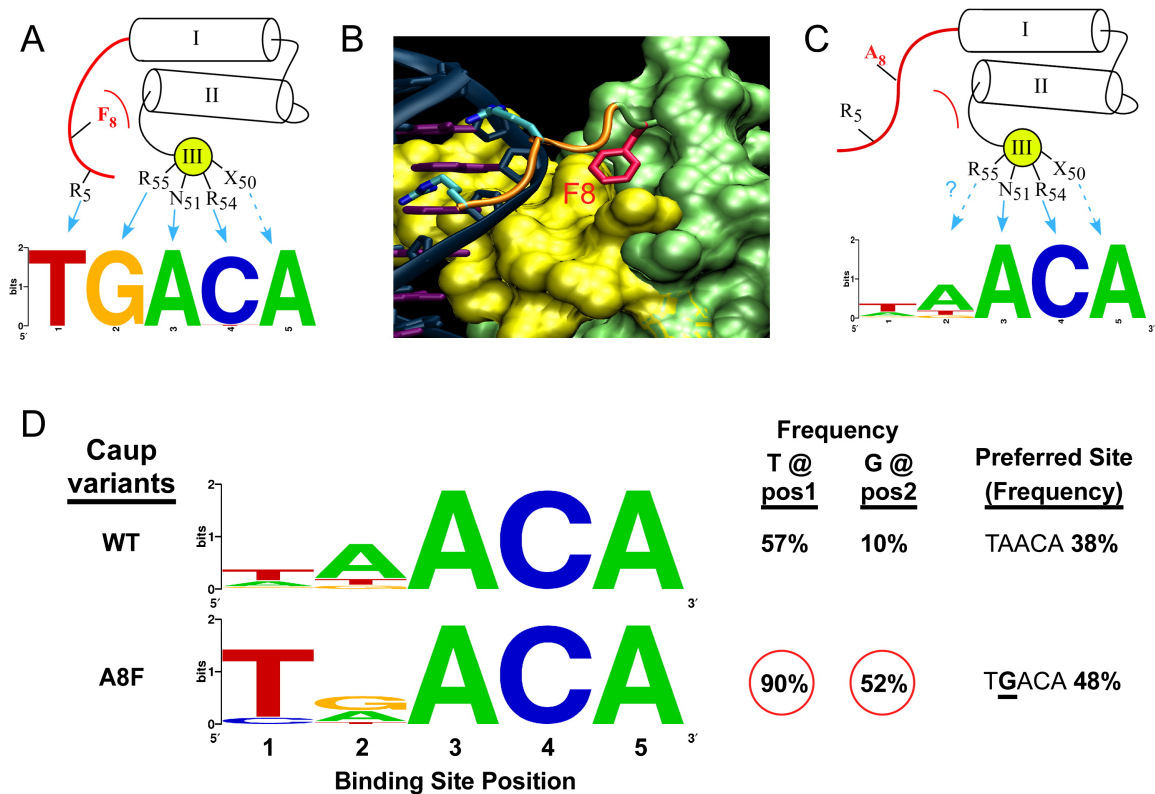 A
I
II
III
F8
R5
R55
N51
R54
X50
bits
2
1
0
TGACA
5′
1 2 3 4 5
B
F8
C
I
II
III
A8
R5
R55
N51
R54
X50
?
bits
2
1
0
T A A C A
A T
G
5′
1 2 3 4 5
3′
D
Caup
variants
Frequency
T @
pos1
G @
pos2
Preferred Site
(Frequency)
WT
bits
2
1
0
T A A C A
A T
G
5′
3′
57%
10%
TAACA 38%
A8F
bits
2
1
0
T G A C A
C A
T
5′
3′
90%
52%
TGACA 48%
1 2 3 4 5
Binding Site Position